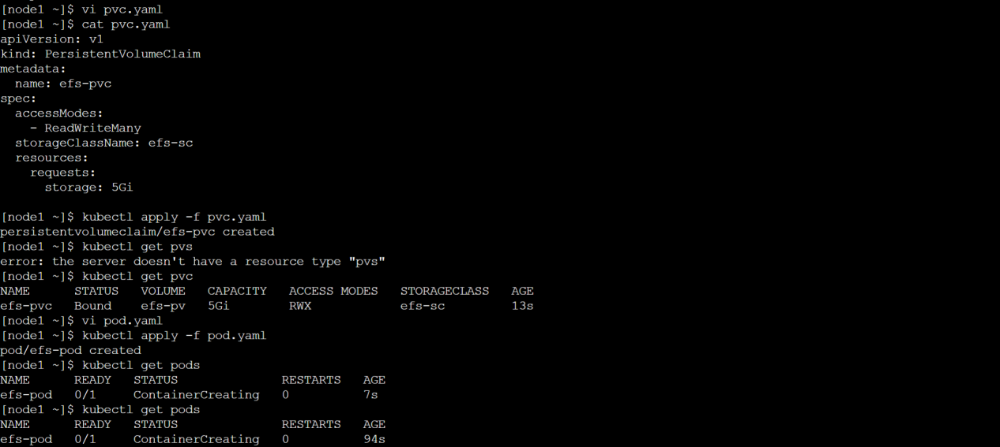 [node1 ~]$ vi pvc.yaml
[node1 ~]$ cat pvc.yaml
apiVersion: v1
kind: PersistentVolumeClaim
metadata:
  name: efs-pvc
spec:
  accessModes:
    - ReadWriteMany
  storageClassName: efs-sc
  resources:
    requests:
      storage: 5Gi

[node1 ~]$ kubectl apply -f pvc.yaml
persistentvolumeclaim/efs-pvc created
[node1 ~]$ kubectl get pvs
error: the server doesn't have a resource type "pvs"
[node1 ~]$ kubectl get pvc
NAME      STATUS   VOLUME   CAPACITY   ACCESS MODES   STORAGECLASS   AGE
efs-pvc   Bound    efs-pv   5Gi        RWX            efs-sc         13s
[node1 ~]$ vi pod.yaml
[node1 ~]$ kubectl apply -f pod.yaml
pod/efs-pod created
[node1 ~]$ kubectl get pods
NAME      READY   STATUS              RESTARTS   AGE
efs-pod   0/1     ContainerCreating   0          7s
[node1 ~]$ kubectl get pods
NAME      READY   STATUS              RESTARTS   AGE
efs-pod   0/1     ContainerCreating   0          94s